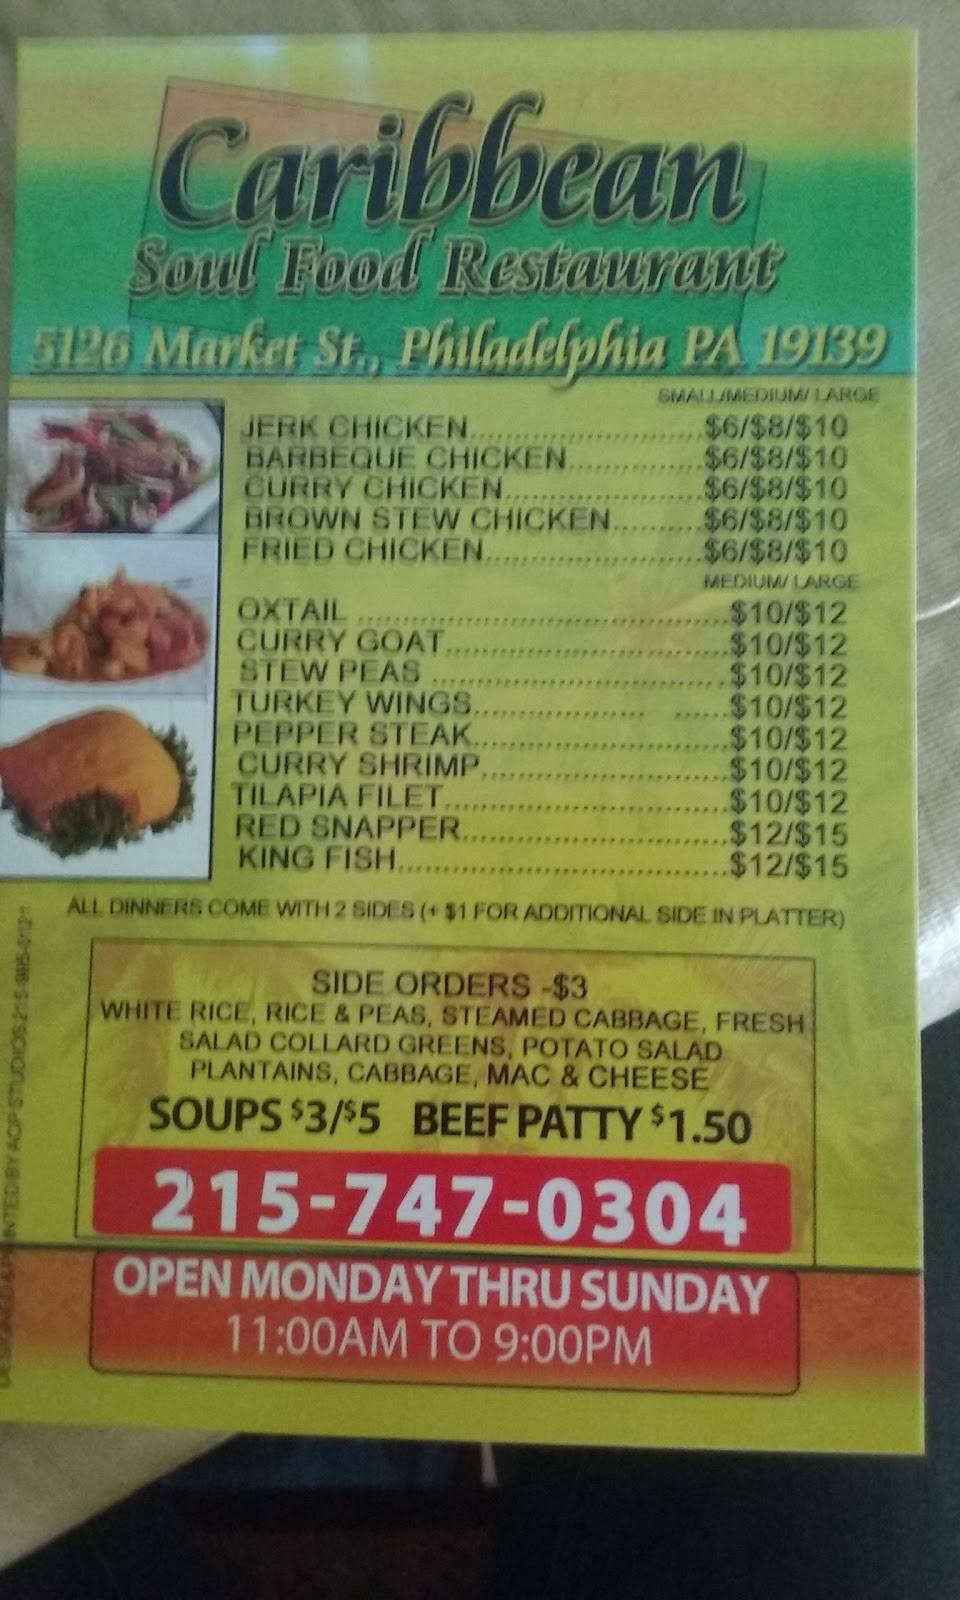 Caribbean
Soul Food Restaurant
5126 Market St., Philadelphia PA 19139
SMALL/MEDIUM/ LARGE
JERK CHICKEN..............................$6/$8/$10
BARBEQUE CHICKEN.................$6/$8/$10
CURRY CHICKEN.........................$6/$8/$10
BROWN STEW CHICKEN...........$6/$8/$10
FRIED CHICKEN...........................$6/$8/$10
MEDIUM/ LARGE
OXTAIL ...............................................$10/$12
CURRY GOAT...................................$10/$12
STEW PEAS .....................................$10/$12
TURKEY WINGS..................... ......$10/$12
PEPPER STEAK................................$10/$12
CURRY SHRIMP...............................$10/$12
TILAPIA FILET...................................$10/$12
RED SNAPPER.................................$12/$15
KING FISH.........................................$12/$15
ALL DINNERS COME WITH 2 SIDES (+ $1 FOR ADDITIONAL SIDE IN PLATTER)
SIDE ORDERS -$3
WHITE RICE, RICE & PEAS, STEAMED CABBAGE, FRESH
SALAD COLLARD GREENS, POTATO SALAD
PLANTAINS, CABBAGE, MAC & CHEESE
SOUPS $3/$5 BEEF PATTY $1.50
215-747-0304
OPEN MONDAY THRU SUNDAY
11:00AM TO 9:00PM
BY ACP STUDIOS 215-995-0121